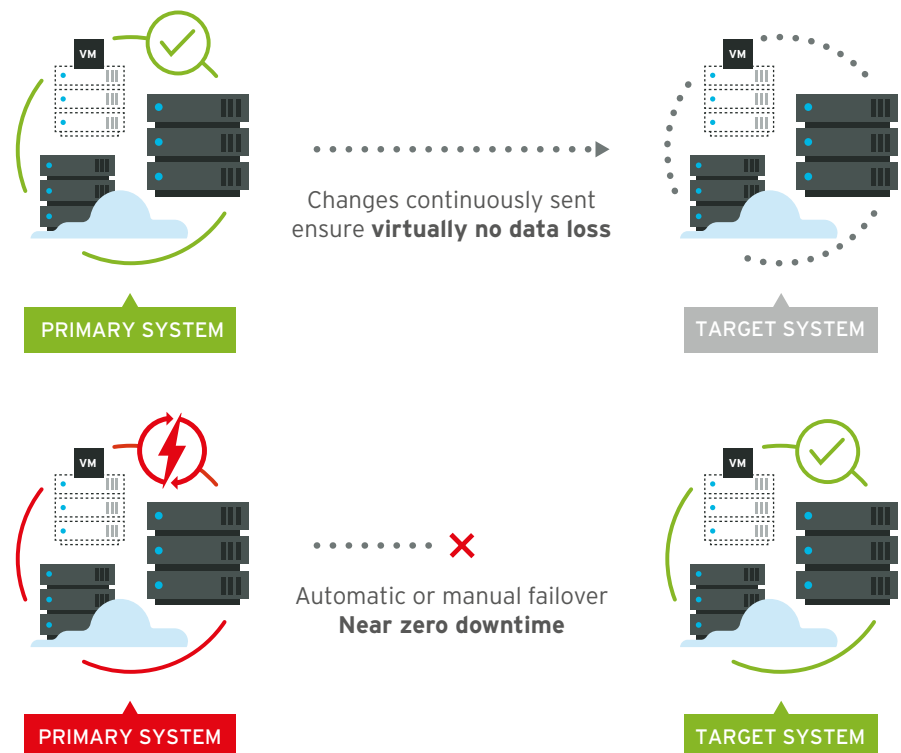 VM
VM
Changes continuously sent
ensure virtually no data loss
PRIMARY SYSTEM
TARGET SYSTEM
VM
VM
Automatic or manual failover
Near zero downtime
PRIMARY SYSTEM
TARGET SYSTEM